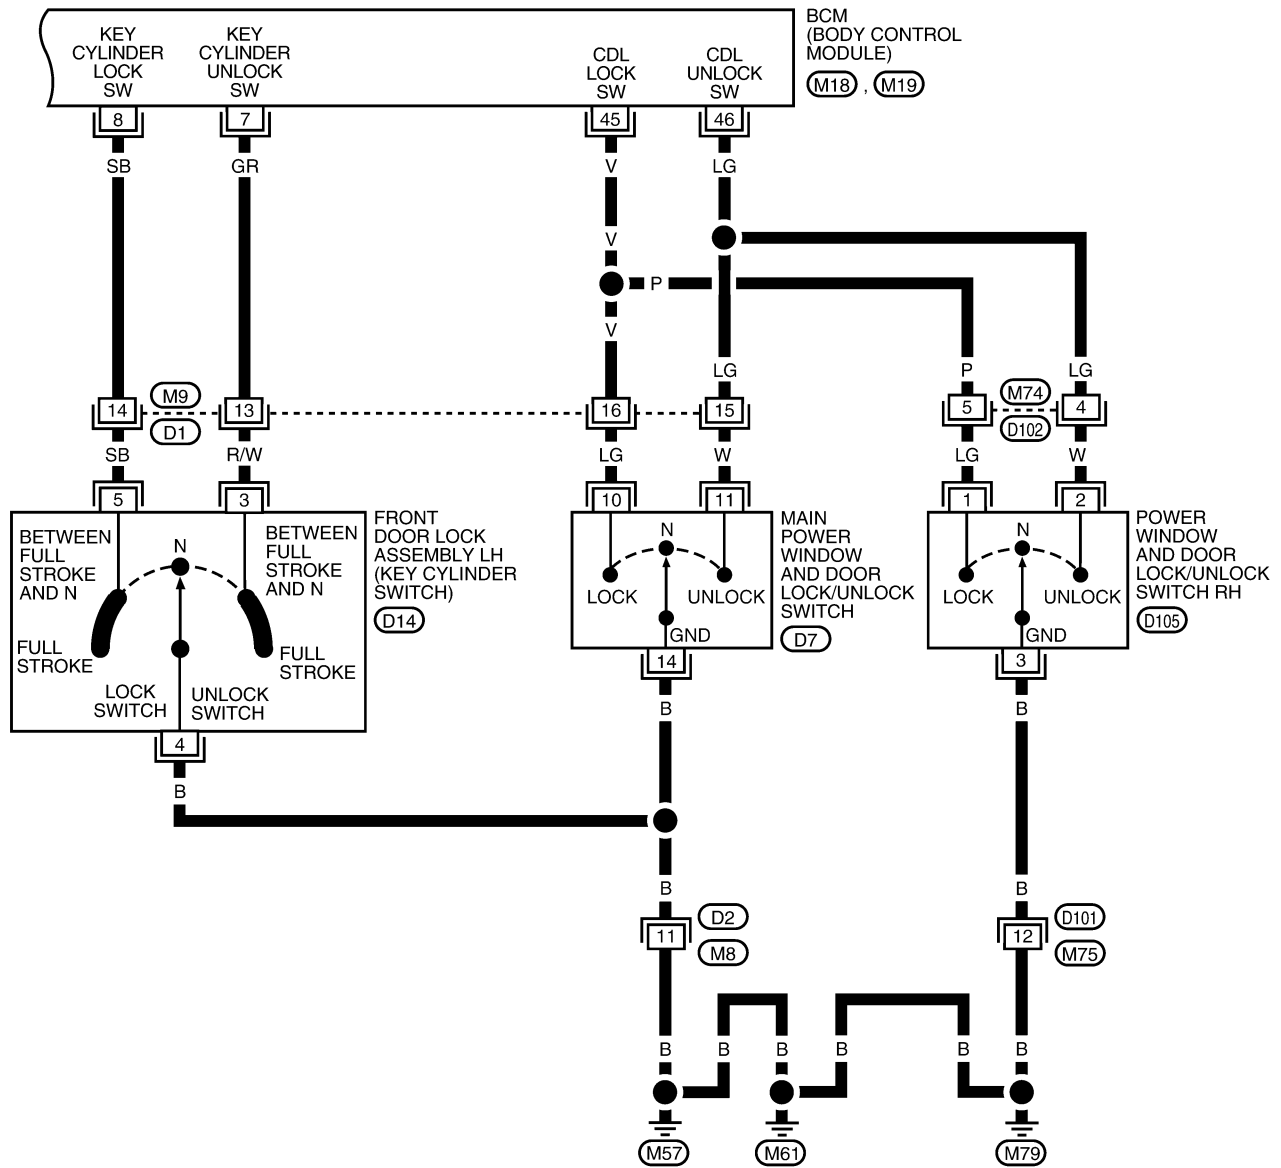 BCM
(BODY CONTROL
MODULE)
M18 , M19
KEY
CYLINDER
LOCK
SW
KEY
CYLINDER
UNLOCK
SW
CDL
LOCK
SW
CDL
UNLOCK
SW
8
7
45
46
SB
GR
V
LG
V
P
V
LG
P
LG
14
M9
D1
13
16
15
5
M74
D102
4
SB
R/W
LG
W
LG
W
5
3
10
11
1
2
BETWEEN
FULL
STROKE
AND N
N
BETWEEN
FULL
STROKE
AND N
FULL
STROKE
FULL
STROKE
LOCK
SWITCH
UNLOCK
SWITCH
FRONT
DOOR LOCK
ASSEMBLY LH
(KEY CYLINDER
SWITCH)
D14
N
LOCK
UNLOCK
GND
MAIN
POWER
WINDOW
AND DOOR
LOCK/UNLOCK
SWITCH
D7
N
LOCK
UNLOCK
GND
POWER
WINDOW
AND DOOR
LOCK/UNLOCK
SWITCH RH
D105
4
14
3
B
B
B
B
B
11
D2
M8
12
D101
M75
B
B
B
B
B
B
M57
M61
M79